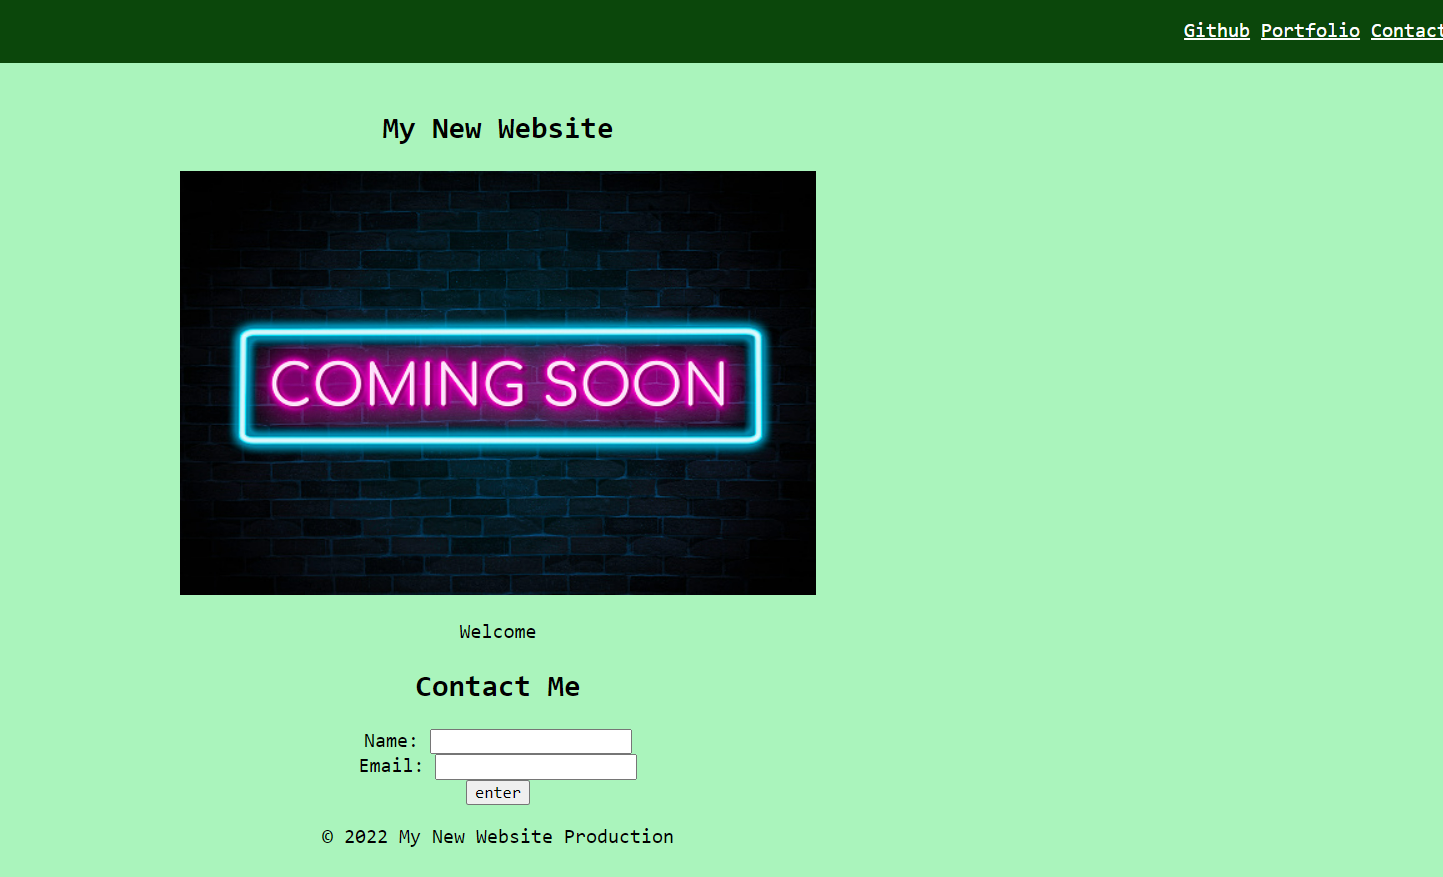 Github Portfolio Contact
My New Website
COMING SOON
Welcome
Contact Me
Name:
Email:
enter
© 2022 My New Website Production